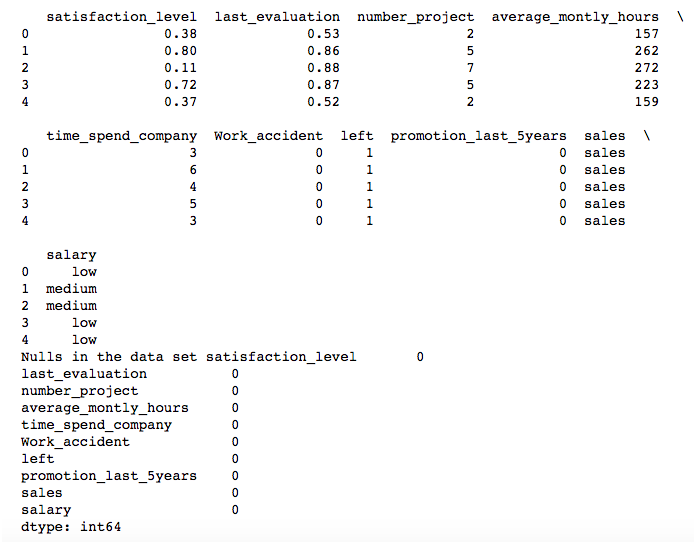 satisfaction_level  last_evaluation  number_project  average_montly_hours  \
0                0.38             0.53               2                   157
1                0.80             0.86               5                   262
2                0.11             0.88               7                   272
3                0.72             0.87               5                   223
4                0.37             0.52               2                   159
   time_spend_company  Work_accident  left  promotion_last_5years  sales  \
0                   3              0     1                      0  sales
1                   6              0     1                      0  sales
2                   4              0     1                      0  sales
3                   5              0     1                      0  sales
4                   3              0     1                      0  sales
   salary
0     low
1  medium
2  medium
3     low
4     low
Nulls in the data set satisfaction_level       0
last_evaluation          0
number_project           0
average_montly_hours     0
time_spend_company       0
Work_accident            0
left                     0
promotion_last_5years    0
sales                    0
salary                   0
dtype: int64